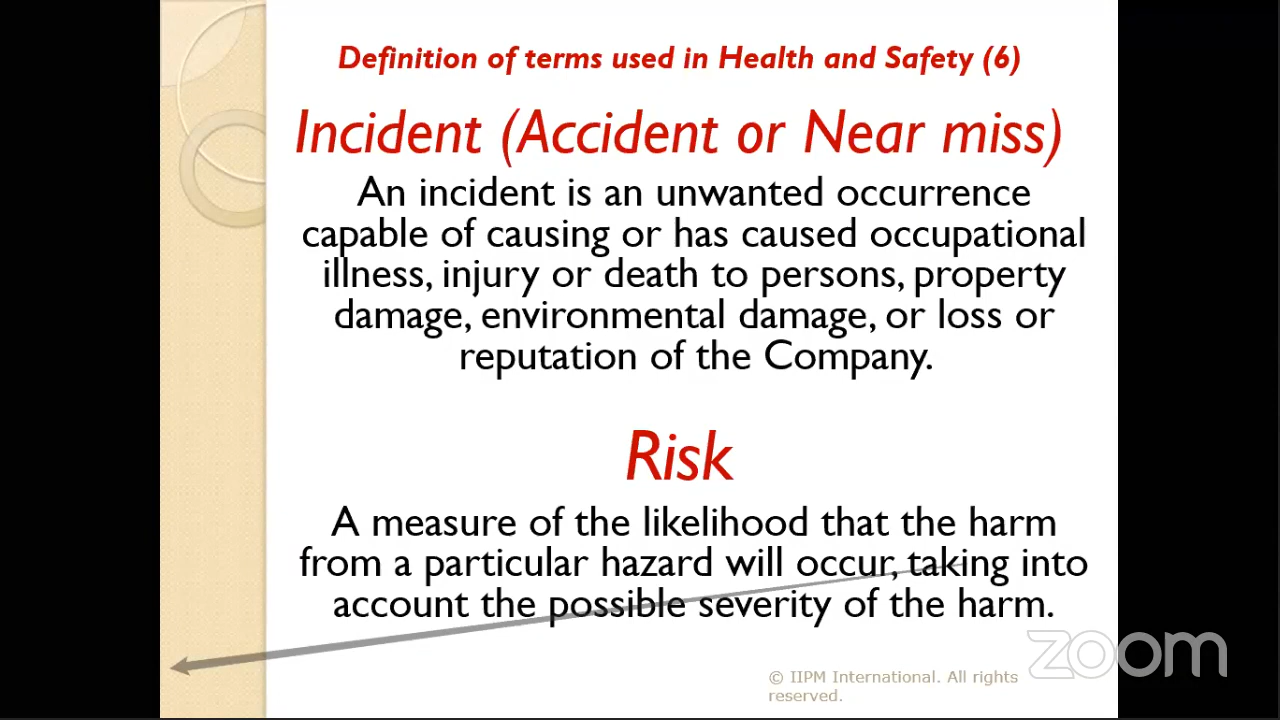 Definition of terms used in Health and Safety (6)
Incident (Accident or Near miss)
An incident is an unwanted occurrence
capable of causing or has caused occupational
illness, injury or death to persons, property
damage, environmental damage, or loss or
reputation of the Company.
Risk
A measure of the likelihood that the harm
from a particular hazard will occur, taking into
account the possible severity of the harm.
zoom
© IIPM International. All rights
reserved.